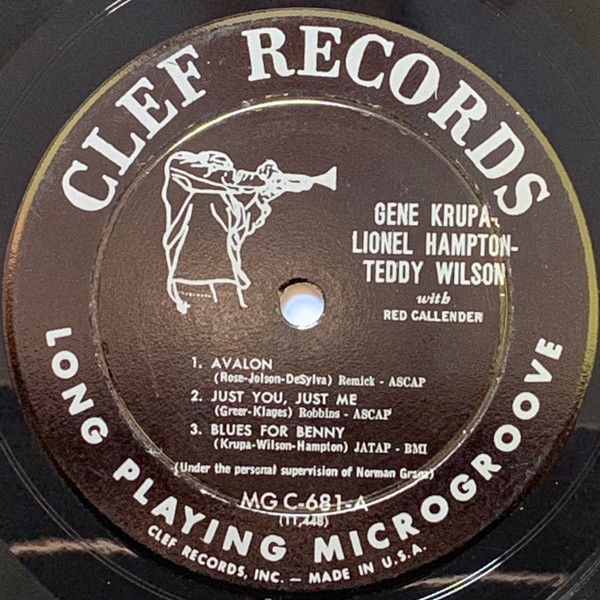 CLEF RECORDS
GENE KRUPA-
LIONEL HAMPTON-
TEDDY WILSON
with
RED CALLENDER
1. AVALON
(Rose-Jolson-DeSylva) Remick - ASCAP
2. JUST YOU, JUST ME
(Greer-Klages) Robbins - ASCAP
3. BLUES FOR BENNY
(Krupa-Wilson-Hampton) JATAP - BMI
(Under the personal supervision of Norman Granz)
MG C-681-A
(11,448)
LONG PLAYING MICROGROOVE
CLEF RECORDS, INC. — MADE IN U.S.A.